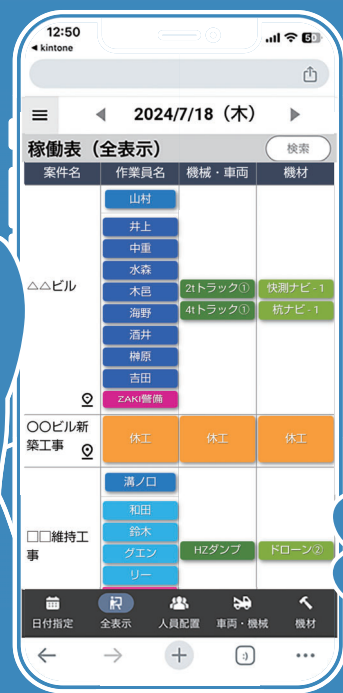 12:50
5G
◀ kintone
2024/7/18（木）
稼働表（全表示）
検索
案件名 作業員名 機械・車両 機材
山村
井上
中重
水森
△△ビル 木邑 2tトラック① 快測ナビ-1
海野 4tトラック① 杭ナビ-1
酒井
榊原
吉田
ZAKI警備
〇〇ビル新
築工事
休工 休工 休工
溝ノ口
和田
鈴木
□□維持工
事
グエン HZダンプ ドローン②
リー
日付指定 全表示 人員配置 車両・機械 機材